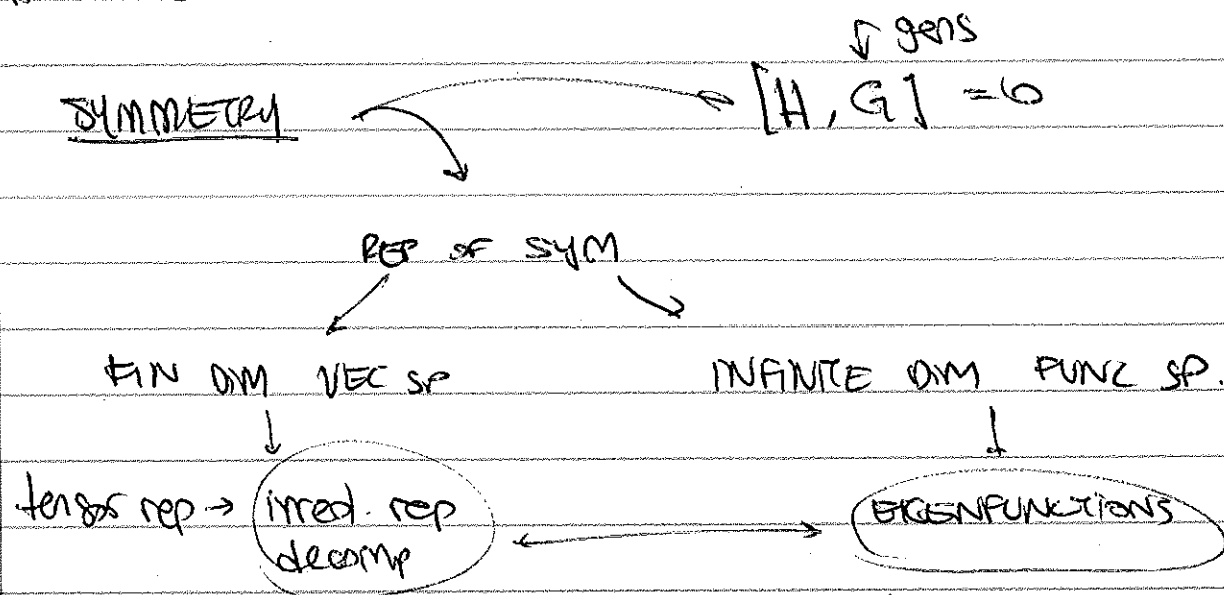 gens
SYMMETRY [H, G] = 0
REP OF SYM
FIN DIM VEC SP INFINITE DIM FUNC SP.
tensor rep → irred. rep EIGENFUNCTIONS
decomp